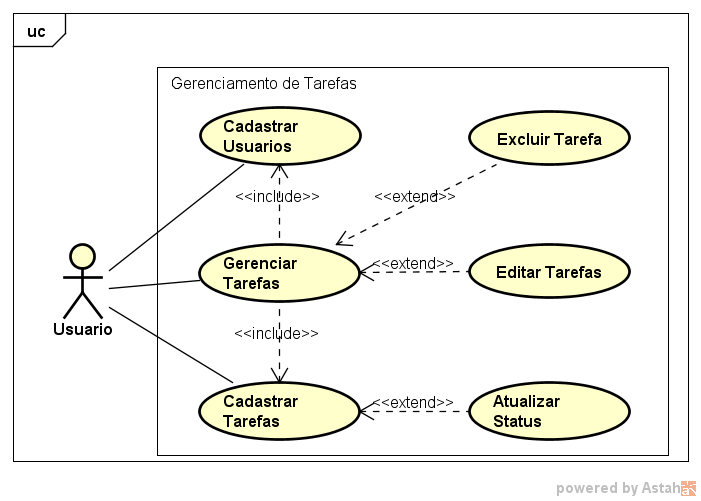 uc
Gerenciamento de Tarefas
Cadastrar
Usuarios
Excluir Tarefa
<<include>>
<<extend>>
Gerenciar
Tarefas
<<extend>>
Editar Tarefas
Usuario
<<include>>
Cadastrar
Tarefas
<<extend>>
Atualizar
Status
powered by Astah